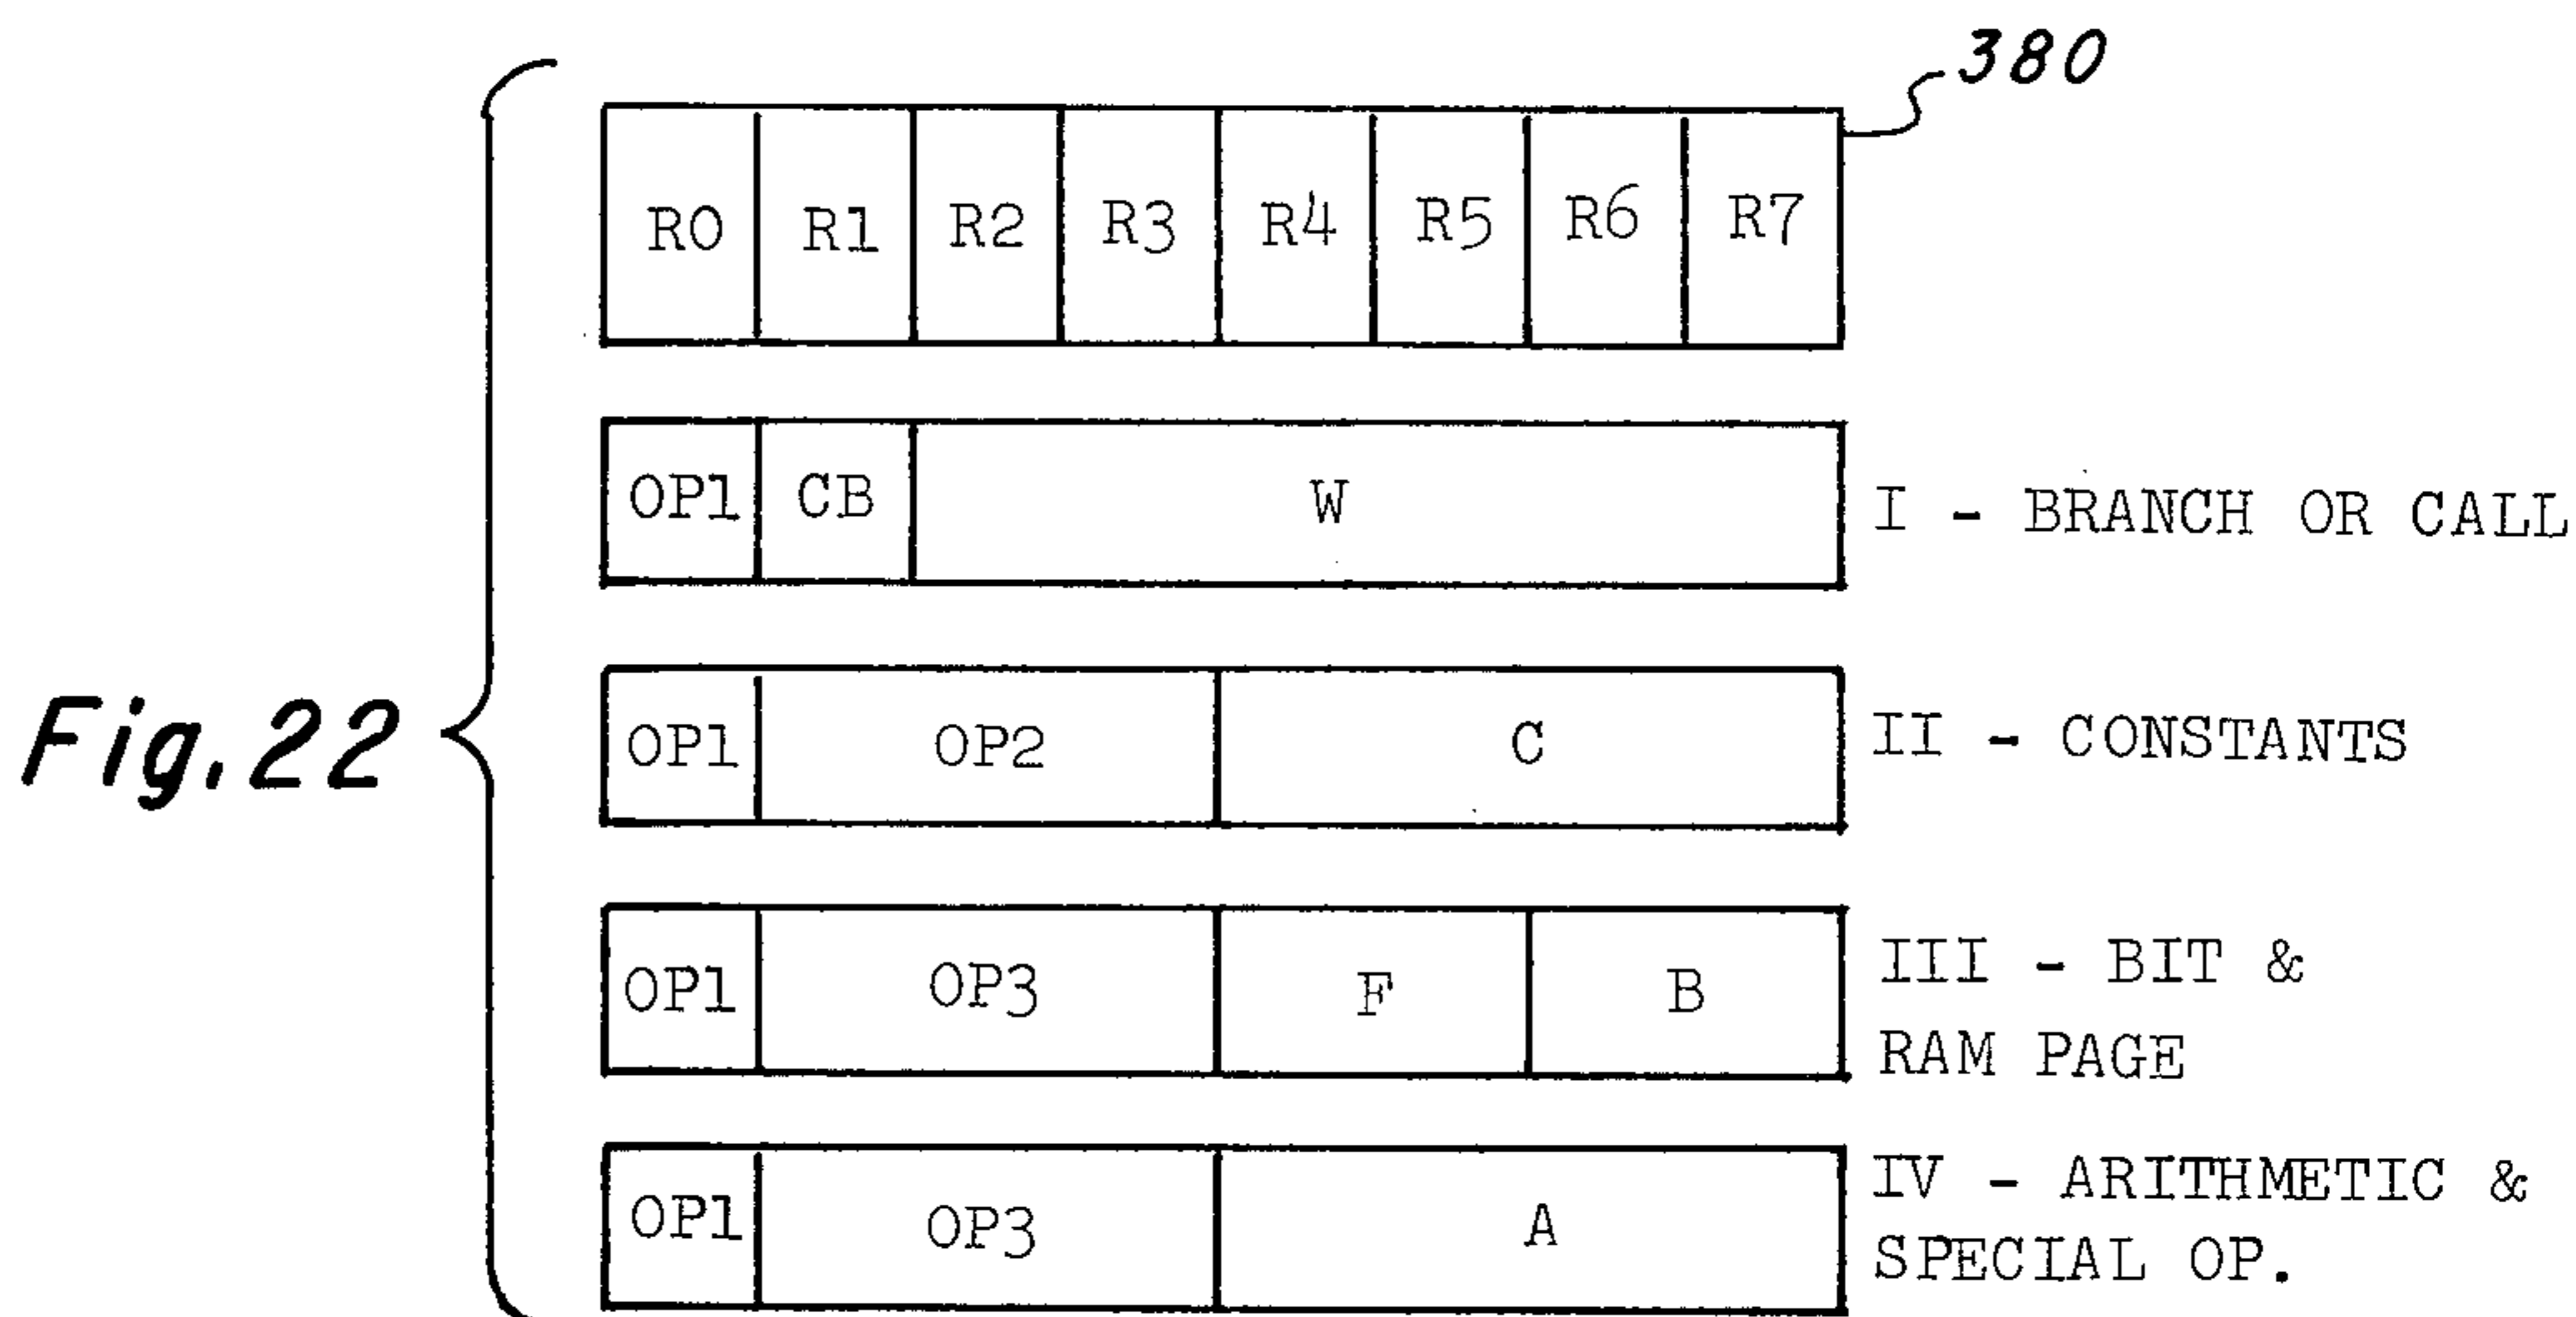 380
R0 R1 R2 R3 R4 R5 R6 R7
OP1 CB W I - BRANCH OR CALL
Fig.22
OP1 OP2 C II - CONSTANTS
OP1 OP3 F B III - BIT &
RAM PAGE
OP1 OP3 A IV - ARITHMETIC &
SPECIAL OP.